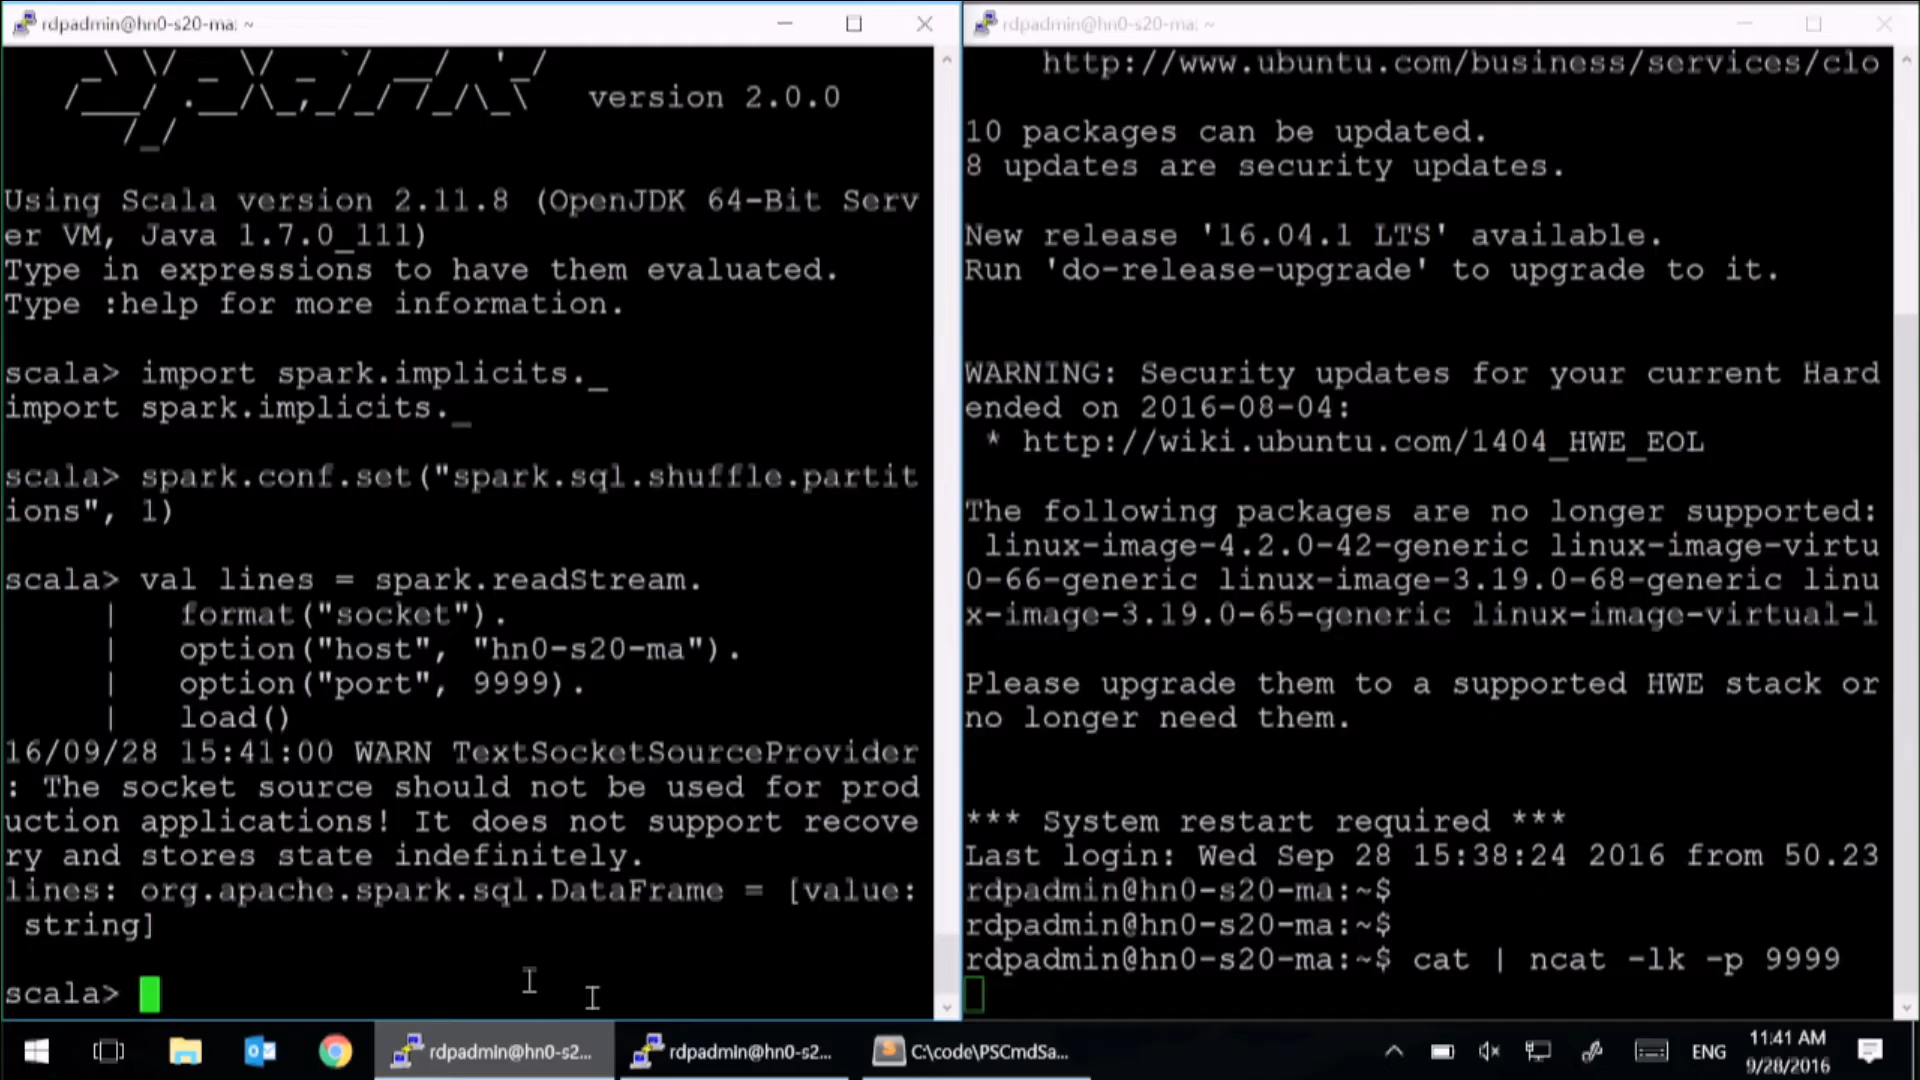 rdpadmin@hn0-s20-ma: ~
version 2.0.0
Using Scala version 2.11.8 (OpenJDK 64-Bit Serv
er VM, Java 1.7.0_111)
Type in expressions to have them evaluated.
Type :help for more information.
scala> import spark.implicits._
import spark.implicits._
scala> spark.conf.set("spark.sql.shuffle.partit
ions", 1)
scala> val lines = spark.readStream.
| format("socket").
| option("host", "hn0-s20-ma").
| option("port", 9999).
| load()
16/09/28 15:41:00 WARN TextSocketSourceProvider
: The socket source should not be used for prod
uction applications! It does not support recove
ry and stores state indefinitely.
lines: org.apache.spark.sql.DataFrame = [value:
string]
scala>
rdpadmin@hn0-s20-ma: ~
http://www.ubuntu.com/business/services/clo
10 packages can be updated.
8 updates are security updates.
New release '16.04.1 LTS' available.
Run 'do-release-upgrade' to upgrade to it.
WARNING: Security updates for your current Hard
ended on 2016-08-04:
* http://wiki.ubuntu.com/1404_HWE_EOL
The following packages are no longer supported:
linux-image-4.2.0-42-generic linux-image-virtu
0-66-generic linux-image-3.19.0-68-generic linu
x-image-3.19.0-65-generic linux-image-virtual-l
Please upgrade them to a supported HWE stack or
no longer need them.
*** System restart required ***
Last login: Wed Sep 28 15:38:24 2016 from 50.23
rdpadmin@hn0-s20-ma:~$
rdpadmin@hn0-s20-ma:~$
rdpadmin@hn0-s20-ma:~$ cat | ncat -lk -p 9999
rdpadmin@hn0-s2...
rdpadmin@hn0-s2...
C:\code\PSCmdSa...
ENG
11:41 AM
9/28/2016